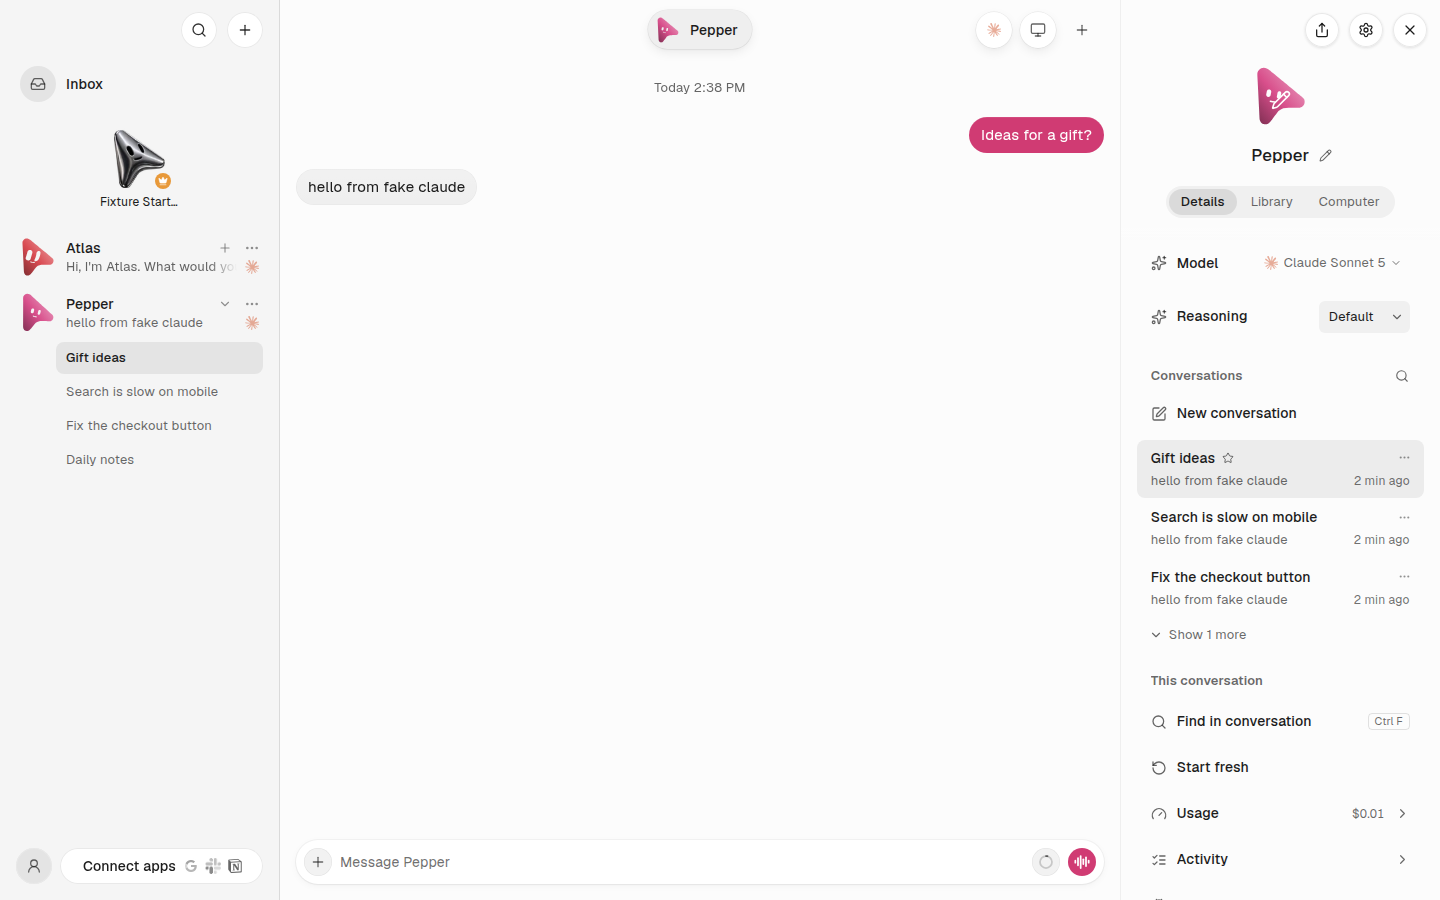 Inbox
Fixture Start...
Atlas
Hi, I'm Atlas. What would yo
Pepper
hello from fake claude
Gift ideas
Search is slow on mobile
Fix the checkout button
Daily notes
Connect apps
Pepper
Today 2:38 PM
Ideas for a gift?
hello from fake claude
Message Pepper
Pepper
Details Library Computer
Model Claude Sonnet 5
Reasoning Default
Conversations
New conversation
Gift ideas
hello from fake claude 2 min ago
Search is slow on mobile
hello from fake claude 2 min ago
Fix the checkout button
hello from fake claude 2 min ago
Show 1 more
This conversation
Find in conversation Ctrl F
Start fresh
Usage $0.01
Activity